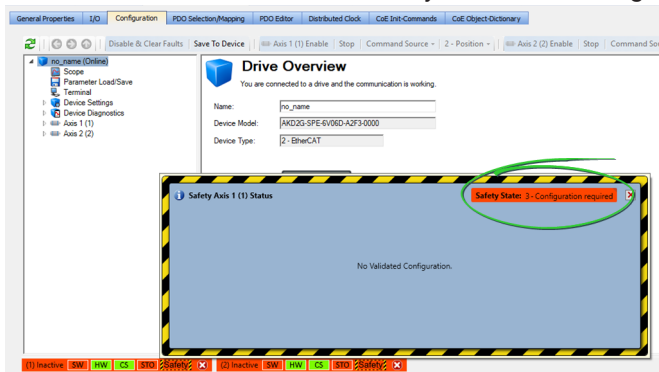 General Properties I/O Configuration PDO Selection/Mapping PDO Editor Distributed Clock CoE Init-Commands CoE Object-Dictionary
Disable & Clear Faults Save To Device Axis 1 (1) Enable Stop Command Source 2 - Position Axis 2 (2) Enable Stop Command Sou
no_name (Online)
Scope
Parameter Load/Save
Terminal
Device Settings
Device Diagnostics
Axis 1 (1)
Axis 2 (2)
Drive Overview
You are connected to a drive and the communication is working.
Name: no_name
Device Model: AKD2G-SPE-6V06D-A2F3-0000
Device Type: 2 - EtherCAT
Safety Axis 1 (1) Status
Safety State: 3 - Configuration required
No Validated Configuration.
(1) Inactive SW HW CS STO Safety (2) Inactive SW HW CS STO Safety